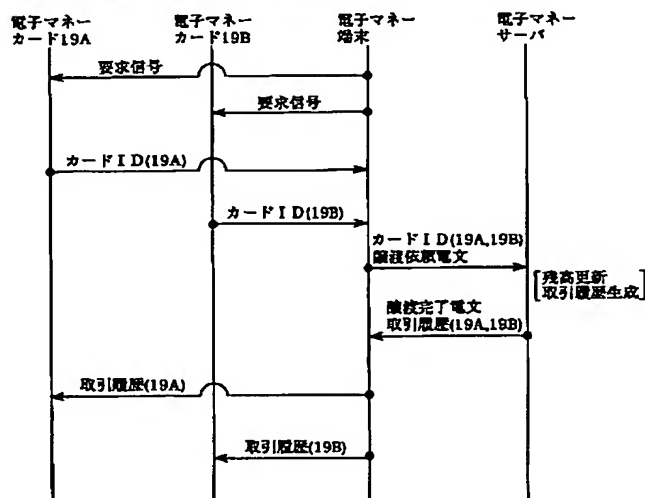 電子マネー
カード19A
電子マネー
カード19B
電子マネー
端末
電子マネー
サーバ
要求信号
要求信号
カードID(19A)
カードID(19B)
カードID(19A,19B)
譲渡依頼電文
残高更新
取引履歴生成
譲渡完了電文
取引履歴(19A,19B)
取引履歴(19A)
取引履歴(19B)